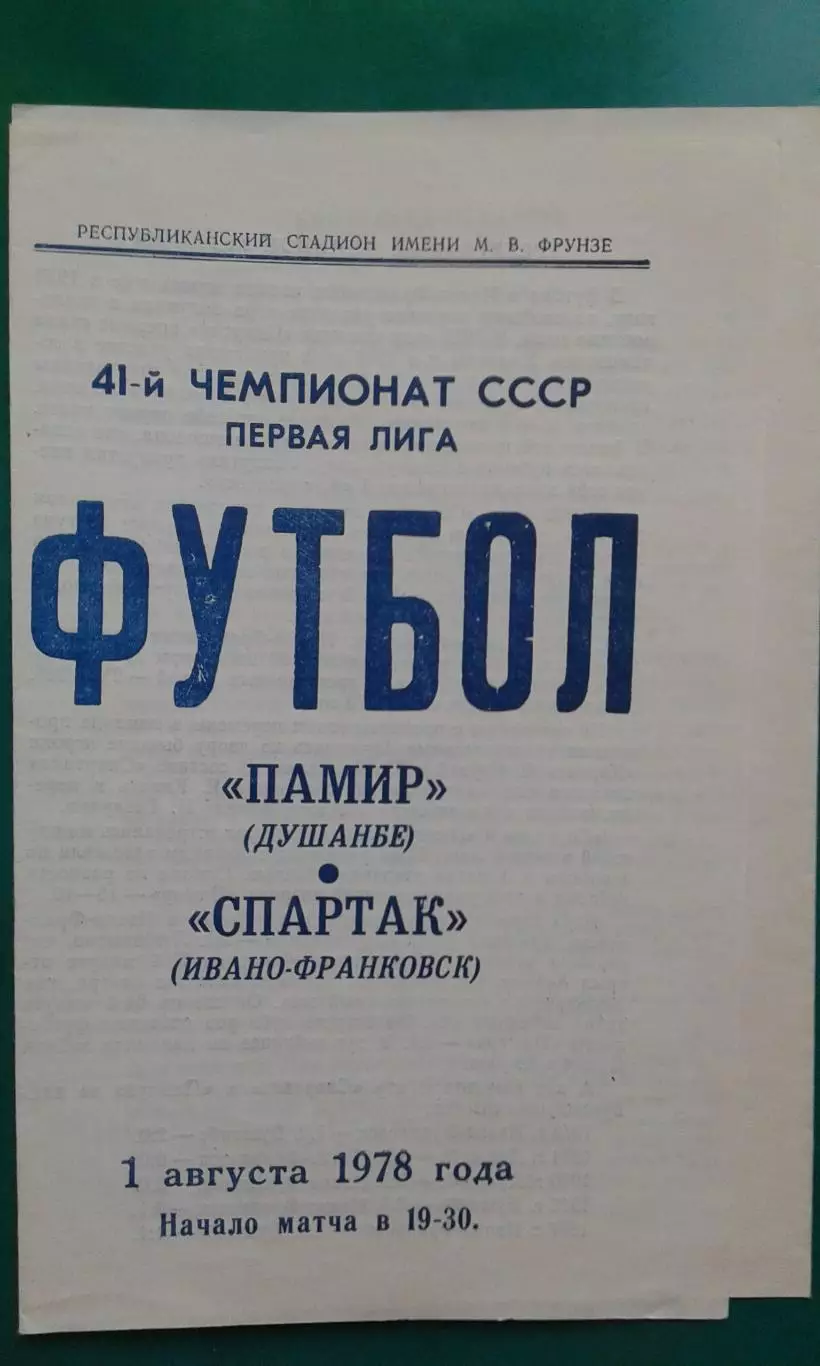 РЕСПУБЛИКАНСКИЙ СТАДИОН ИМЕНИ М. В. ФРУНЗЕ
41-й ЧЕМПИОНАТ СССР
ПЕРВАЯ ЛИГА
ФУТБОЛ
«ПАМИР»
(ДУШАНБЕ)
●
«СПАРТАК»
(ИВАНО-ФРАНКОВСК)
1 августа 1978 года
Начало матча в 19-30.